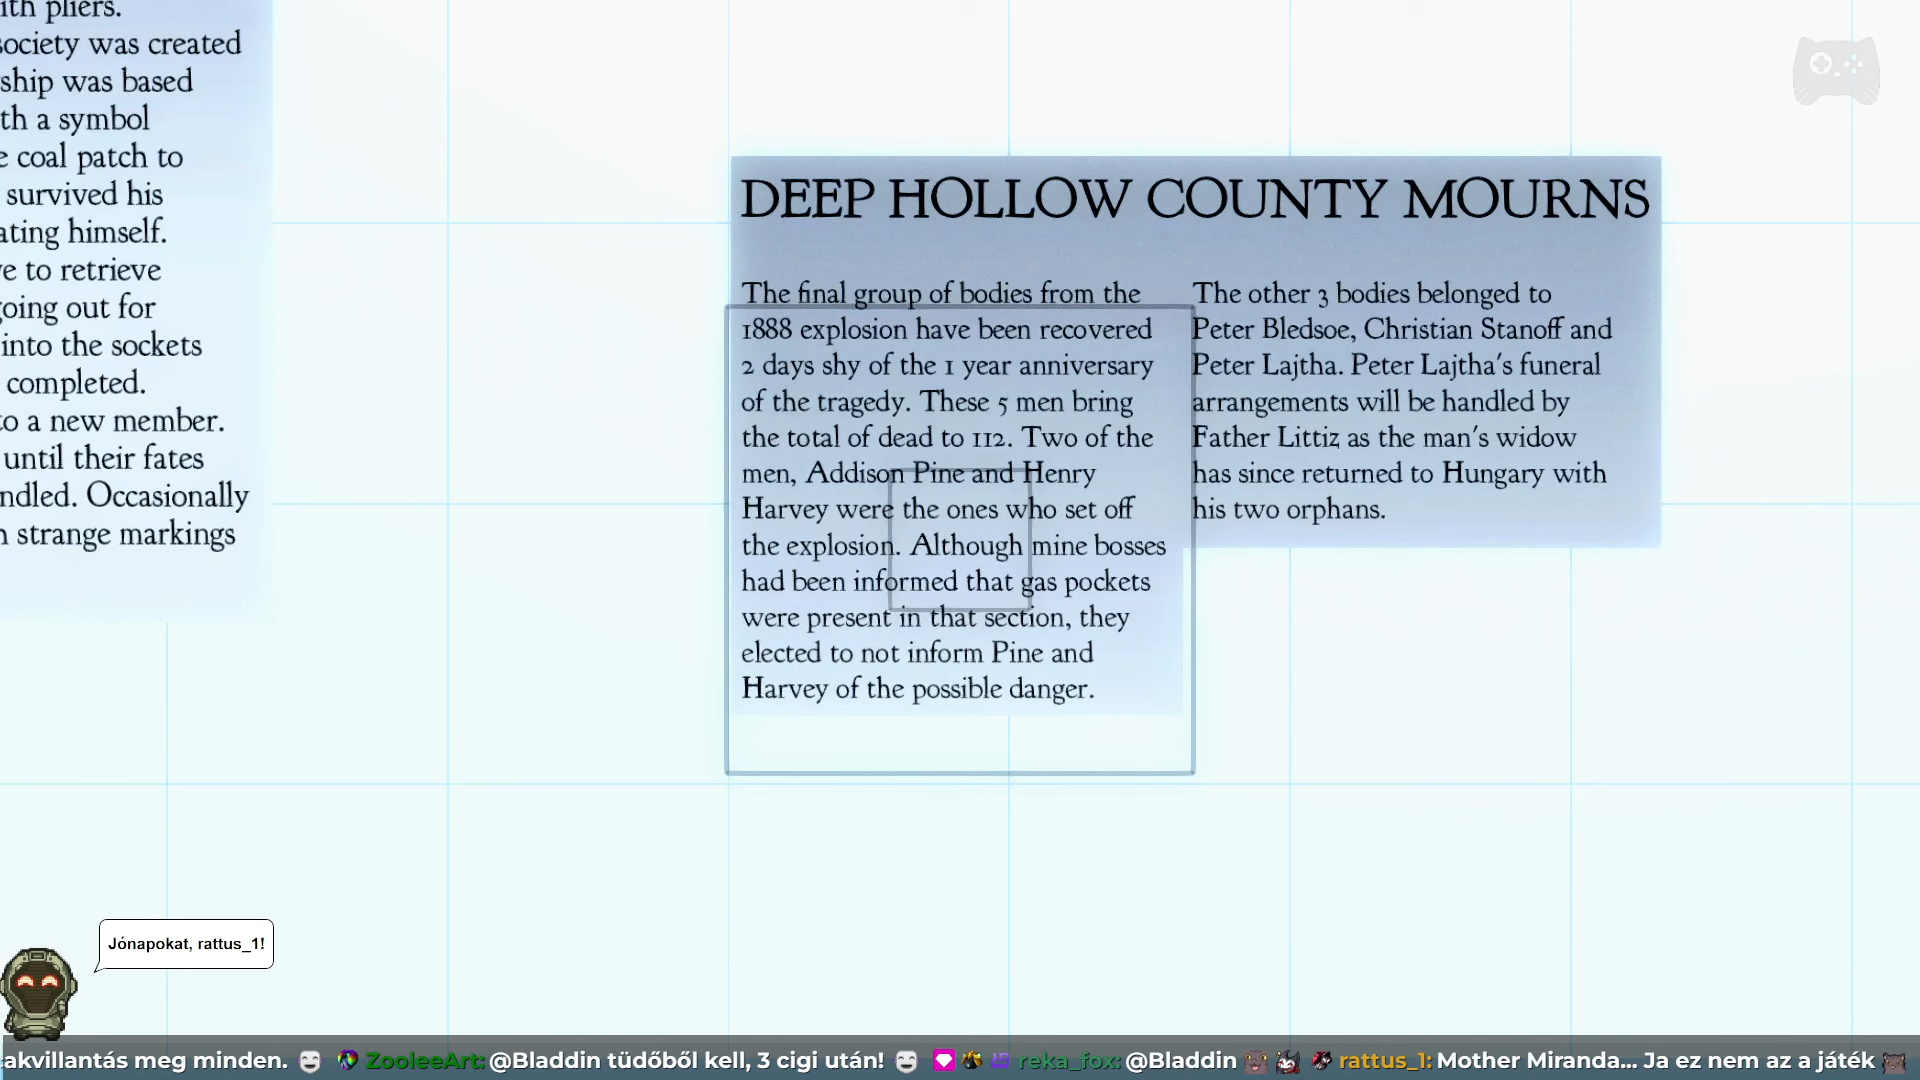 ith pliers.
society was created
ship was based
th a symbol
e coal patch to
survived his
ating himself.
e to retrieve
going out for
into the sockets
completed.
to a new member.
until their fates
ndled. Occasionally
n strange markings
DEEP HOLLOW COUNTY MOURNS
The final group of bodies from the
1888 explosion have been recovered
2 days shy of the 1 year anniversary
of the tragedy. These 5 men bring
the total of dead to 112. Two of the
men, Addison Pine and Henry
Harvey were the ones who set off
the explosion. Although mine bosses
had been informed that gas pockets
were present in that section, they
elected to not inform Pine and
Harvey of the possible danger.
The other 3 bodies belonged to
Peter Bledsoe, Christian Stanoff and
Peter Lajtha. Peter Lajtha's funeral
arrangements will be handled by
Father Littiz as the man's widow
has since returned to Hungary with
his two orphans.
Jónapokat, rattus_1!
akvillantás meg minden. ZooleeArt: @Bladdin tüdőből kell, 3 cigi után! reka_fox: @Bladdin rattus_1: Mother Miranda... Ja ez nem az a játék